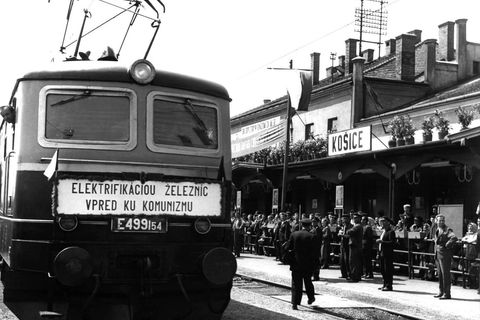 KOŠICE
ELEKTRIFIKÁCIOU ŽELEZNÍC
VPRED KU KOMUNIZMU
E499154